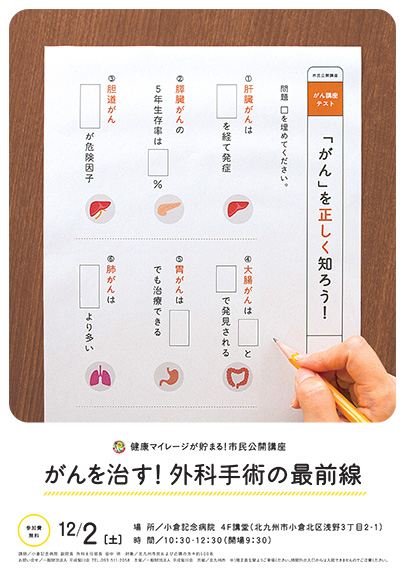 市民公開講座
がん講座
テスト
「がん」を正しく知ろう！
問題 □を埋めてください。
①肝臓がんは
□を経て発症
②膵臓がんの
5年生存率は□%
③胆道がん
□が危険因子
④大腸がんは□と
□で発見される
⑤胃がんは□
でも治療できる
⑥肺がんは
□より多い
健康マイレージが貯まる！市民公開講座
がんを治す！外科手術の最前線
参加費
無料
12/2［土］
場 所／小倉記念病院 4F講堂（北九州市小倉北区浅野3丁目2-1）
時 間／10:30-12:30（開場9:30）